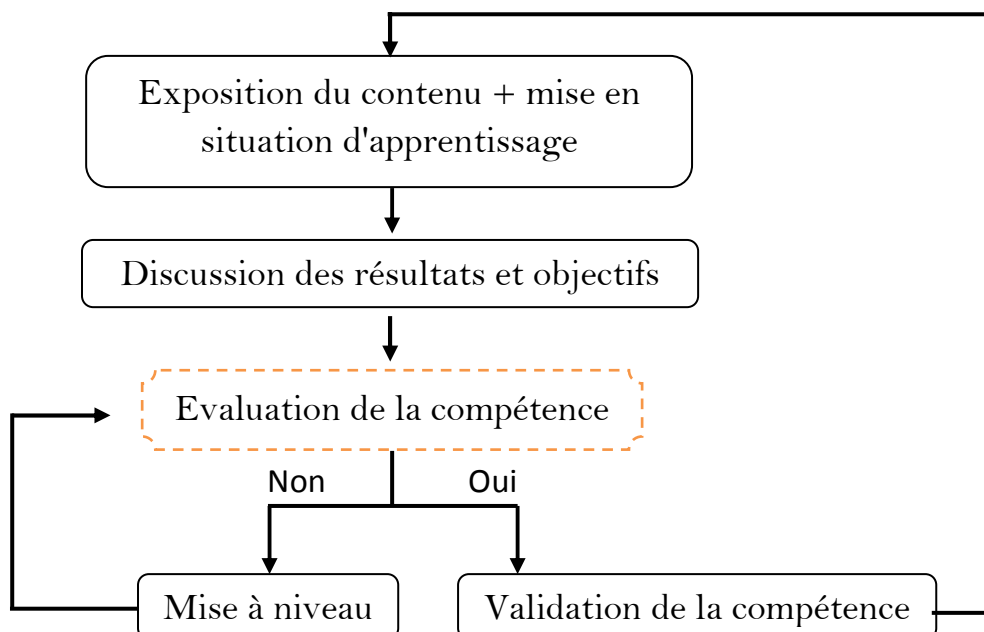 Exposition du contenu + mise en
situation d'apprentissage
Discussion des résultats et objectifs
Evaluation de la compétence
Non
Oui
Mise à niveau
Validation de la compétence